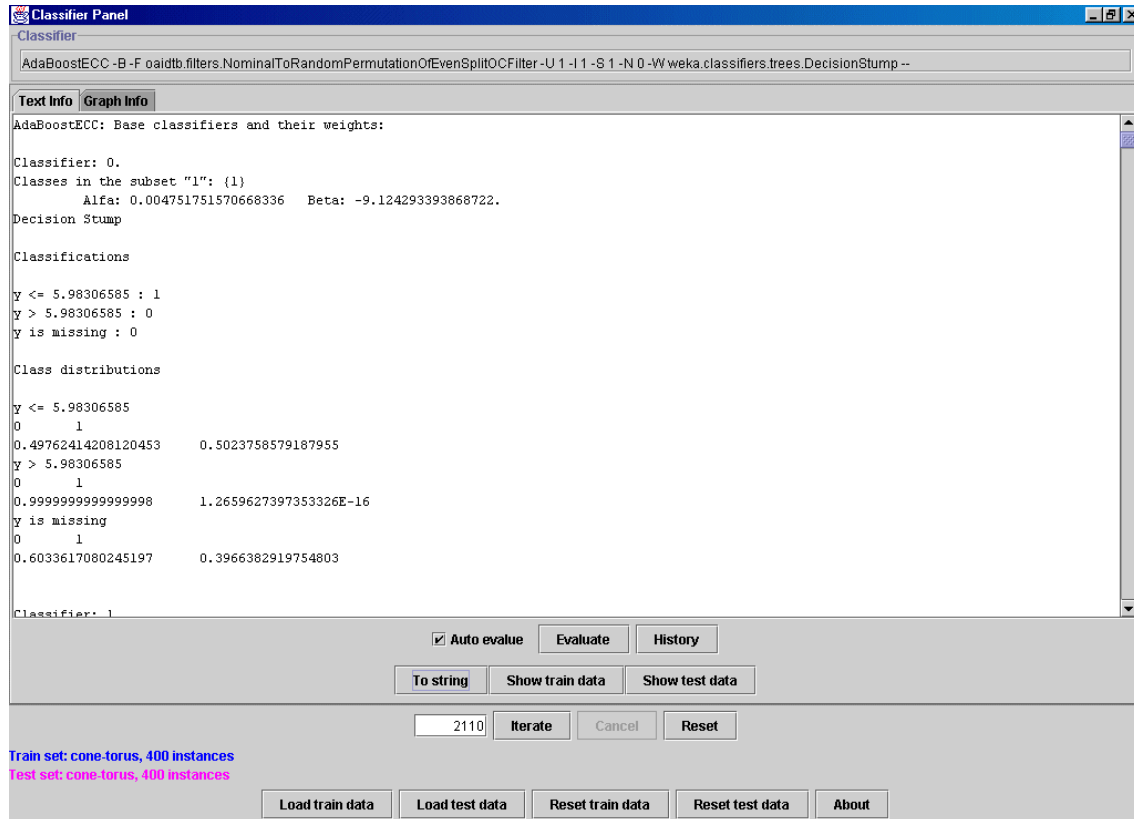 Classifier Panel
Classifier
AdaBoostECC -B -F oaidtb.filters.NominalToRandomPermutationOfEvenSplitOCFilter -U 1 -I 1 -S 1 -N 0 -W weka.classifiers.trees.DecisionStump --
Text Info Graph Info
AdaBoostECC: Base classifiers and their weights:
Classifier: 0.
Classes in the subset "1": {1}
Alfa: 0.004751751570668336 Beta: -9.124293393868722.
Decision Stump
Classifications
y <= 5.98306585 : 1
y > 5.98306585 : 0
y is missing : 0
Class distributions
y <= 5.98306585
0 1
0.49762414208120453 0.5023758579187955
y > 5.98306585
0 1
0.9999999999999998 1.2659627397353326E-16
y is missing
0 1
0.6033617080245197 0.3966382919754803
Classifier: 1
Auto evalue Evaluate History
To string Show train data Show test data
2110 Iterate Cancel Reset
Train set: cone-torus, 400 instances
Test set: cone-torus, 400 instances
Load train data Load test data Reset train data Reset test data About